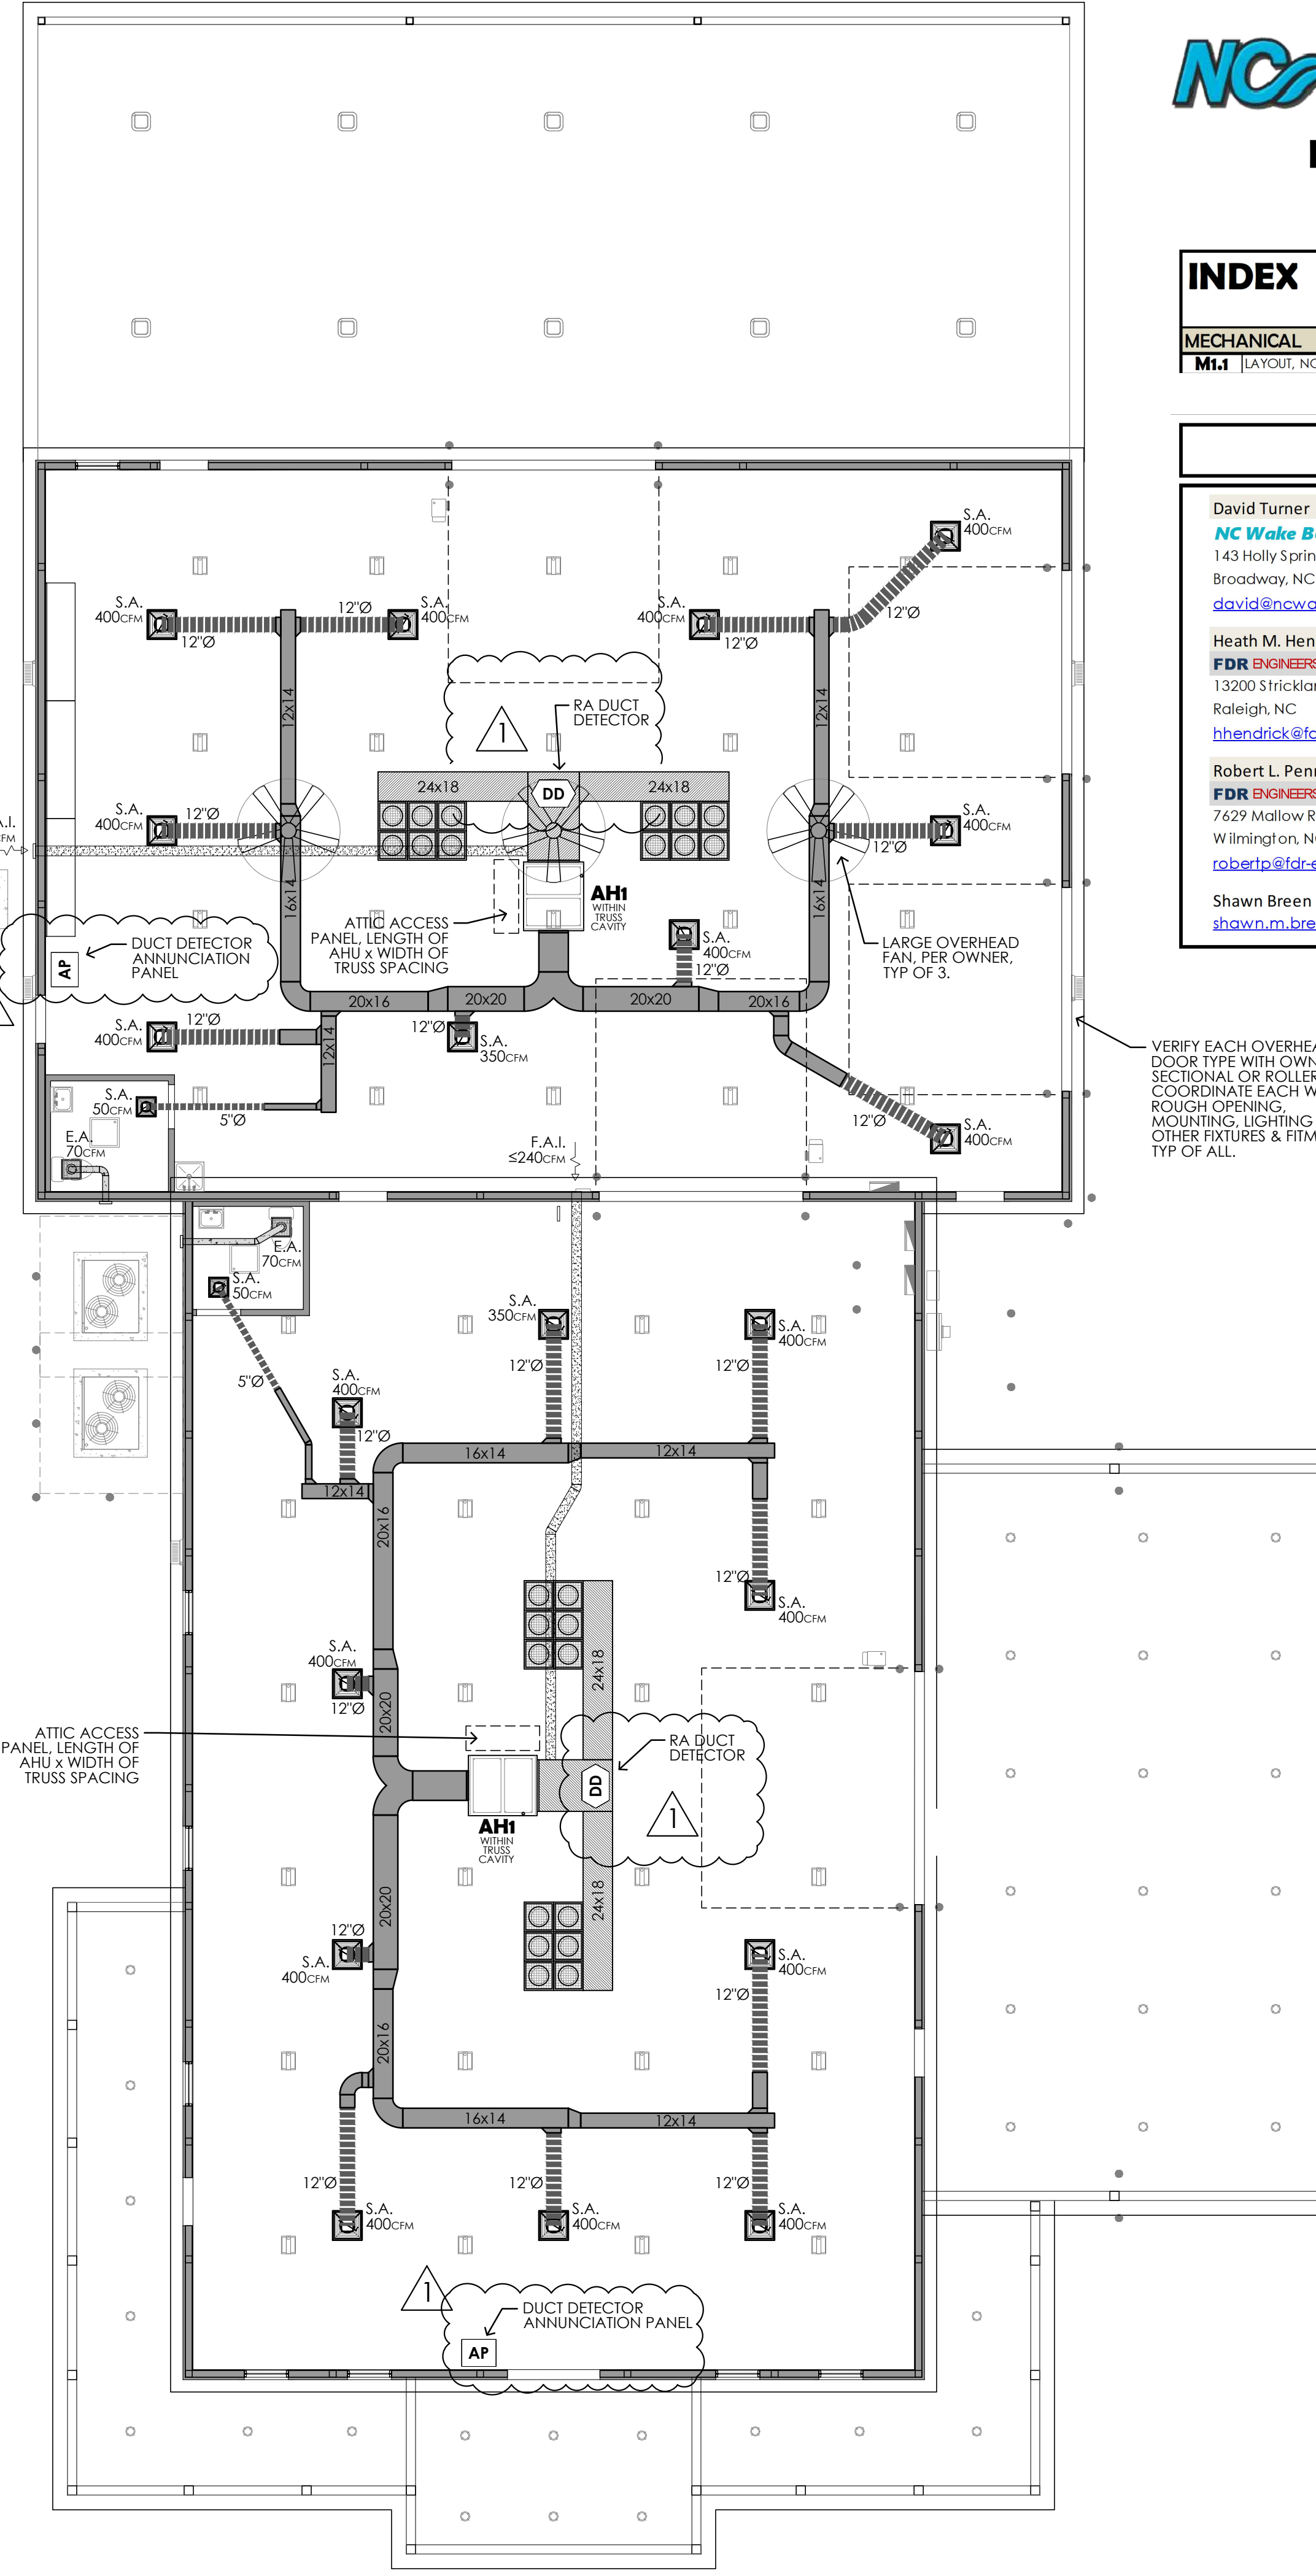 NC
INDEX
MECHANICAL
M1.1 LAYOUT, NO
David Turner
NC Wake B
143 Holly Sprin
Broadway, NC
david@ncwa
Heath M. Hen
FDR ENGINEERS
13200 Stricklan
Raleigh, NC
hhendrick@fd
Robert L. Penn
FDR ENGINEERS
7629 Mallow R
Wilmington, N
robertp@fdr-e
Shawn Breen
shawn.m.bre
S.A.
400CFM
12"Ø
S.A.
400CFM
12"Ø
12"Ø
S.A.
400CFM
S.A.
400CFM
12"Ø
12"Ø
S.A.
400CFM
12x14
12x14
1
RA DUCT
DETECTOR
24x18
DD
24x18
S.A.
400CFM
12"Ø
S.A.
400CFM
12"Ø
A.I.
FM
16x14
16x14
AH1
WITHIN
TRUSS
CAVITY
ATTIC ACCESS
PANEL, LENGTH OF
AHU x WIDTH OF
TRUSS SPACING
S.A.
400CFM
12"Ø
LARGE OVERHEAD
FAN, PER OWNER,
TYP OF 3.
DUCT DETECTOR
ANNUNCIATION
PANEL
AP
20x16
20x20
20x20
20x16
S.A.
400CFM
12"Ø
12x14
12"Ø
S.A.
350CFM
VERIFY EACH OVERHEA
DOOR TYPE WITH OWN
SECTIONAL OR ROLLER
COORDINATE EACH W
ROUGH OPENING,
MOUNTING, LIGHTING
OTHER FIXTURES & FITM
TYP OF ALL.
S.A.
50CFM
5"Ø
12"Ø
S.A.
400CFM
E.A.
70CFM
F.A.I.
≤240CFM
E.A.
70CFM
S.A.
50CFM
5"Ø
S.A.
350CFM
12"Ø
S.A.
400CFM
12"Ø
S.A.
400CFM
12"Ø
12x14
16x14
12x14
20x16
12"Ø
S.A.
400CFM
S.A.
400CFM
12"Ø
20x20
24x18
ATTIC ACCESS
PANEL, LENGTH OF
AHU x WIDTH OF
TRUSS SPACING
RA DUCT
DETECTOR
DD
1
AH1
WITHIN
TRUSS
CAVITY
20x20
24x18
12"Ø
S.A.
400CFM
S.A.
400CFM
12"Ø
20x16
16x14
12x14
12"Ø
S.A.
400CFM
12"Ø
S.A.
400CFM
12"Ø
S.A.
400CFM
1
DUCT DETECTOR
ANNUNCIATION PANEL
AP